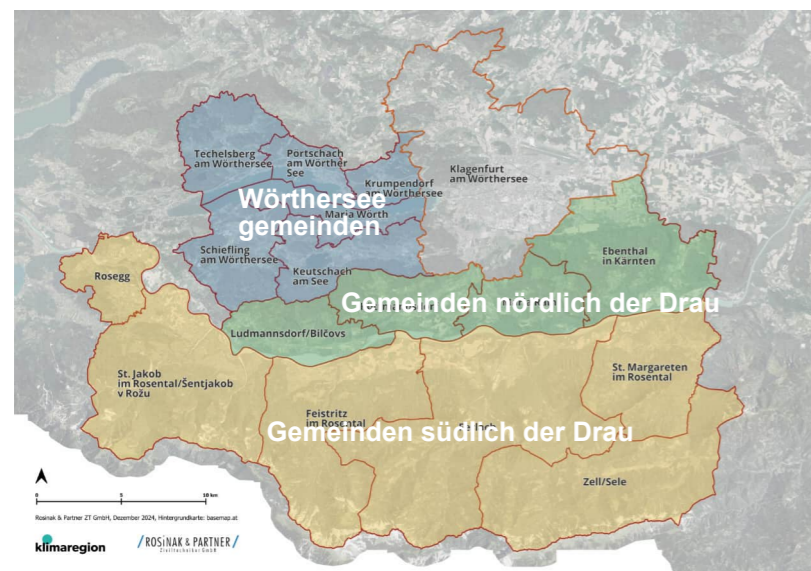 Techelsberg
am Wörthersee
Pörtschach
am Wörther
See
Krumpendorf
am Wörthersee
Klagenfurt
am Wörthersee
Wörthersee
gemeinden
Maria Wörth
Schiefling
am Wörthersee
Keutschach
am See
Ebenthal
in Kärnten
Rosegg
Gemeinden nördlich der Drau
Ludmannsdorf/Bilčovs
St. Jakob
im Rosental/Šentjakob
v Rožu
Feistritz
im Rosental
St. Margareten
im Rosental
Gemeinden südlich der Drau
Zell/Sele
0 5 10 km
Rosinak & Partner ZT GmbH, Dezember 2024, Hintergrundkarte: basemap.at
klimaregion
/ROSiNAK & PARTNER/
Ziviltechniker GmbH